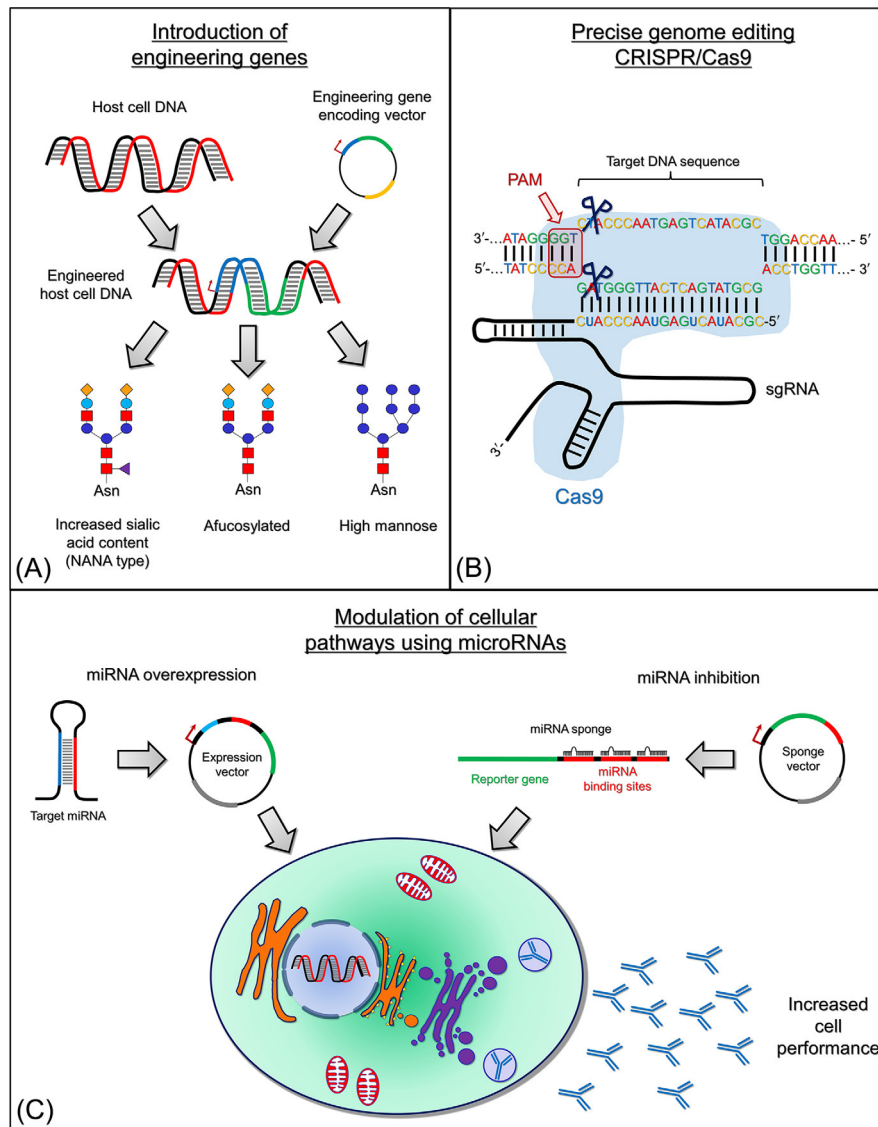 Introduction of
engineering genes
Host cell DNA
Engineering gene
encoding vector
Engineered
host cell DNA
Asn
Asn
Asn
Increased sialic
acid content
(NANA type)
Afucosylated
High mannose
(A)
Precise genome editing
CRISPR/Cas9
Target DNA sequence
PAM
CTACCCAATGAGTCATACGC
3′-...ATAGGGGT
TGGACCAA...- 5′
5′-...TATCCCCA
ACCTGGTT...- 3′
GATGGGTTACTCAGTATGCG
CUACCCAAUGAGUCAUACGC-5′
sgRNA
3′-
Cas9
(B)
Modulation of cellular
pathways using microRNAs
miRNA overexpression
miRNA inhibition
Target miRNA
Expression
vector
miRNA sponge
Reporter gene
miRNA
binding sites
Sponge
vector
Increased
cell
performance
(C)